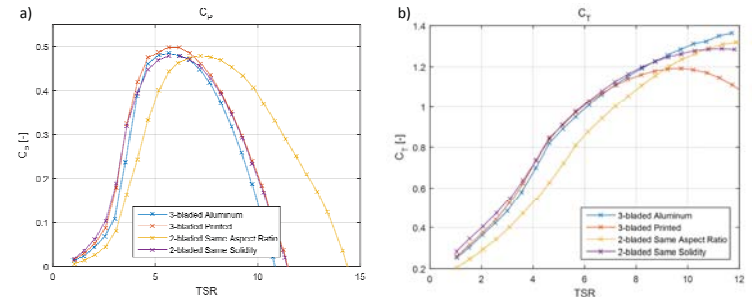 a)
C_P
0.5
0.4
0.3
0.2
0.1
0
C_P [-]
3-bladed Aluminum
3-bladed Printed
2-bladed Same Aspect Ratio
2-bladed Same Solidity
0 5 10 15
TSR
b)
C_T
1.4
1.2
1
0.8
0.6
0.4
0.2
C_T [-]
3-bladed Aluminum
3-bladed Printed
2-bladed Same Aspect Ratio
2-bladed Same Solidity
0 2 4 6 8 10 12
TSR